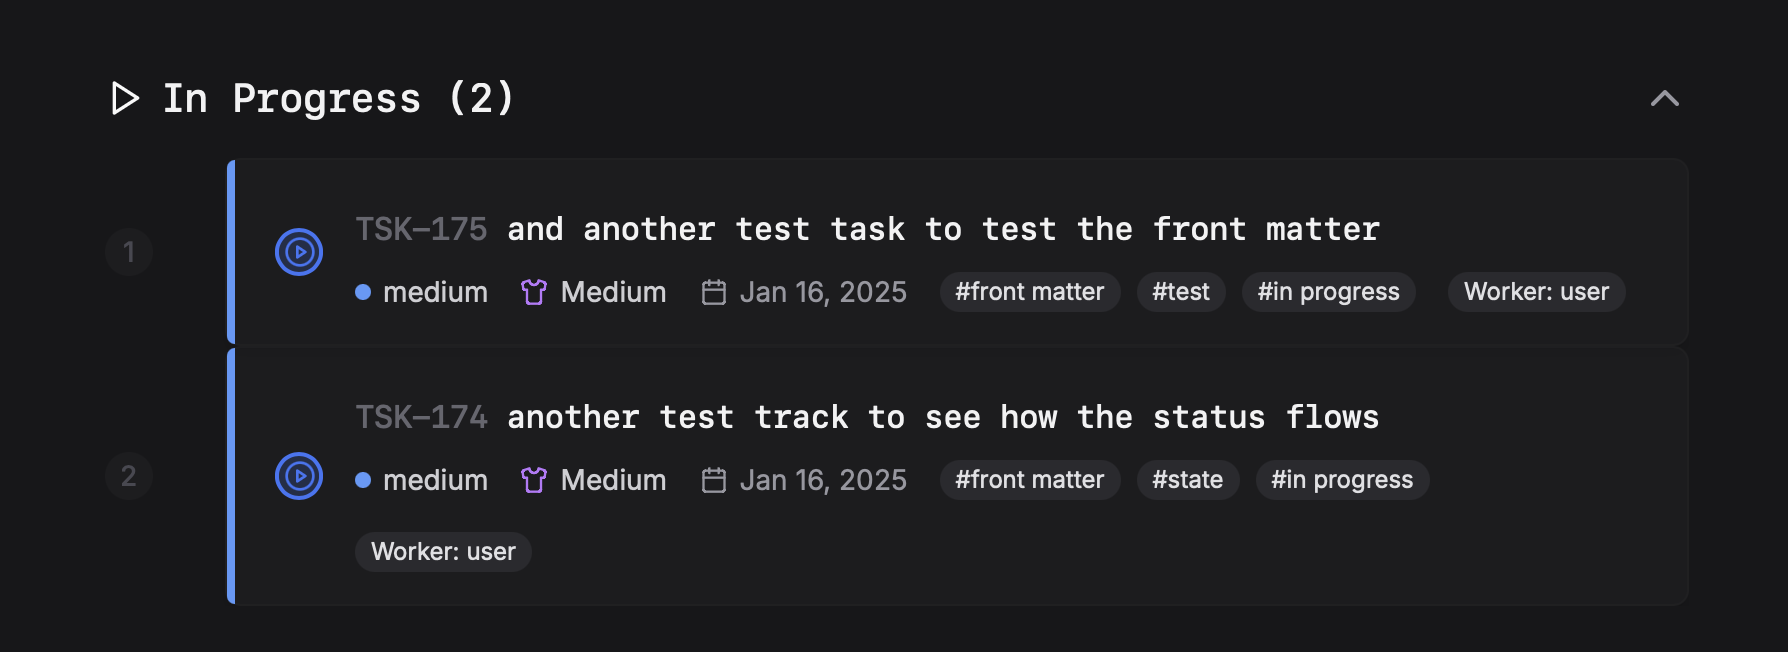 In Progress (2)
1
TSK-175 and another test task to test the front matter
medium Medium Jan 16, 2025 #front matter #test #in progress Worker: user
2
TSK-174 another test track to see how the status flows
medium Medium Jan 16, 2025 #front matter #state #in progress
Worker: user